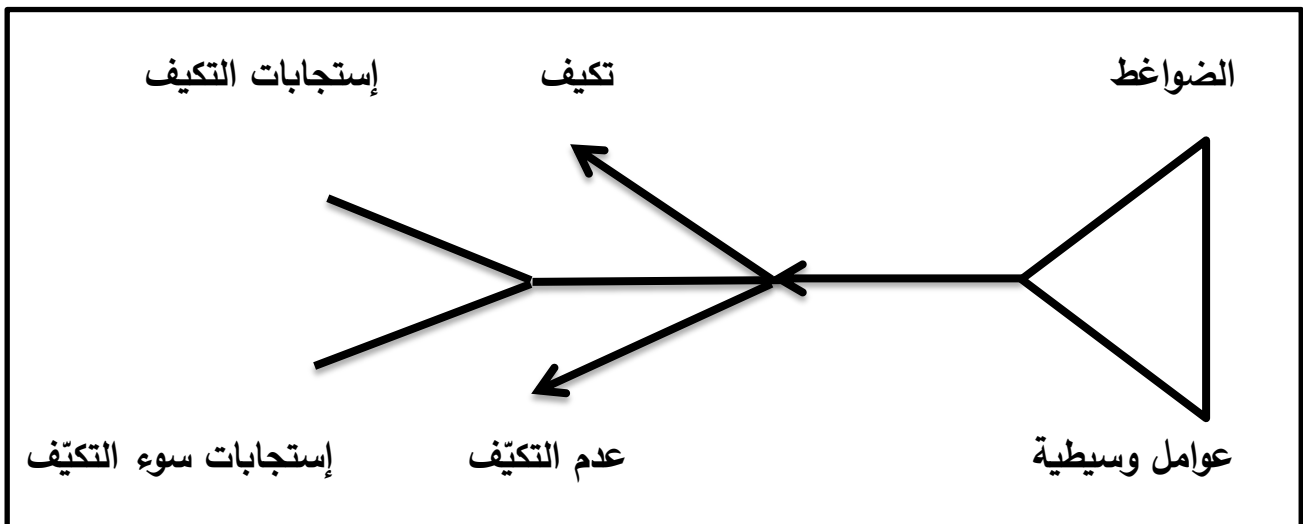 الضواغط تكيف إستجابات التكيف
عوامل وسيطية عدم التكيّف إستجابات سوء التكيّف